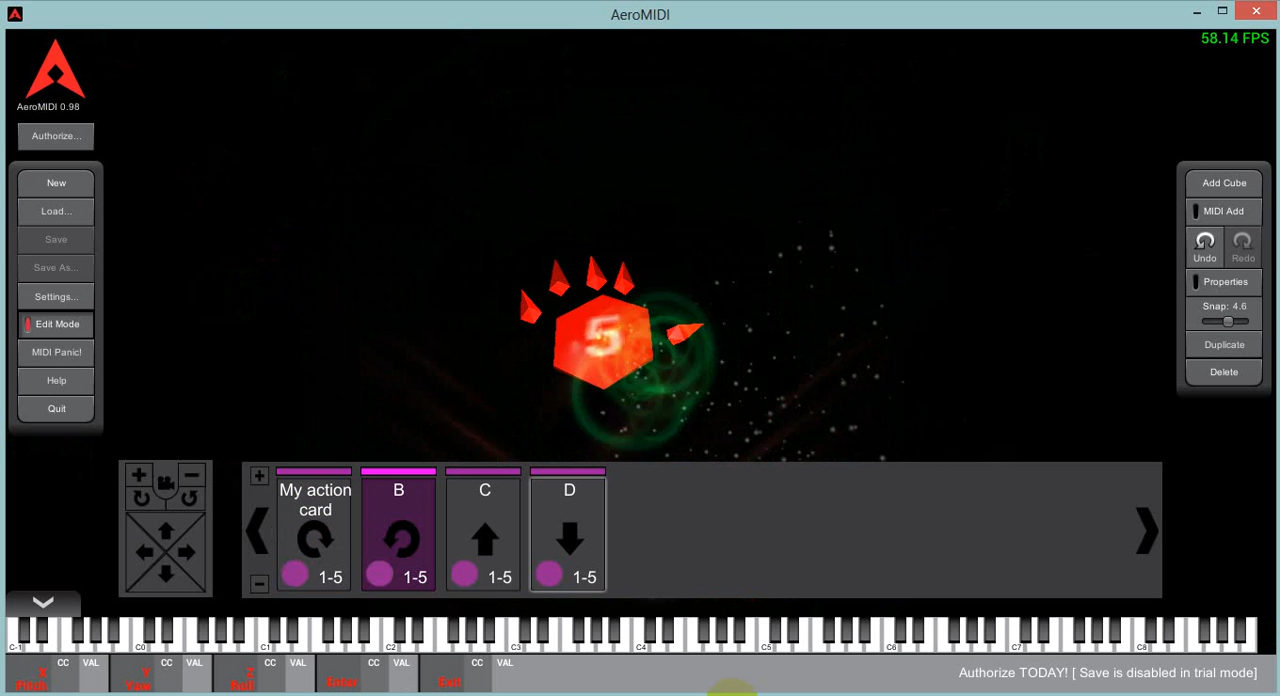 AeroMIDI
58.14 FPS
AeroMIDI 0.98
Authorize...
New
Load...
Save
Save As...
Settings...
Edit Mode
MIDI Panic!
Help
Quit
5
Add Cube
MIDI Add
Undo
Redo
Properties
Snap: 4.6
Duplicate
Delete
My action
card
1-5
B
1-5
C
1-5
D
1-5
C-1
C0
C1
C2
C3
C4
C5
C6
C7
C8
X
Pitch
CC
VAL
Y
Yaw
CC
VAL
Z
Roll
CC
VAL
Enter
CC
VAL
CC
VAL
Authorize TODAY! [ Save is disabled in trial mode]